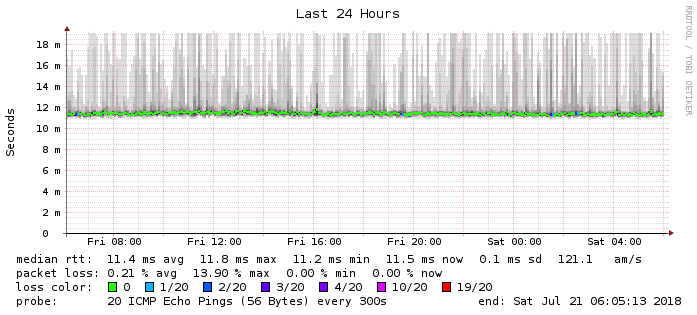 Last 24 Hours
RRDTOOL / TOBI OETIKER
Seconds
18 m
16 m
14 m
12 m
10 m
8 m
6 m
4 m
2 m
0
Fri 08:00 Fri 12:00 Fri 16:00 Fri 20:00 Sat 00:00 Sat 04:00
median rtt: 11.4 ms avg 11.8 ms max 11.2 ms min 11.5 ms now 0.1 ms sd 121.1 am/s
packet loss: 0.21 % avg 13.90 % max 0.00 % min 0.00 % now
loss color: 0 1/20 2/20 3/20 4/20 10/20 19/20
probe: 20 ICMP Echo Pings (56 Bytes) every 300s end: Sat Jul 21 06:05:13 2018